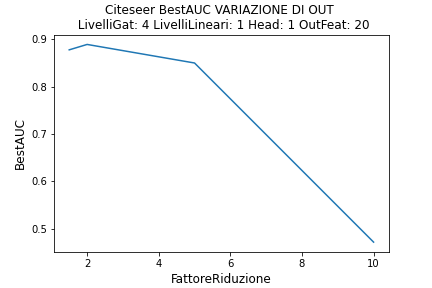 Citeseer BestAUC VARIAZIONE DI OUT
LivelliGat: 4 LivelliLineari: 1 Head: 1 OutFeat: 20
0.9
0.8
0.7
0.6
0.5
BestAUC
2 4 6 8 10
FattoreRiduzione